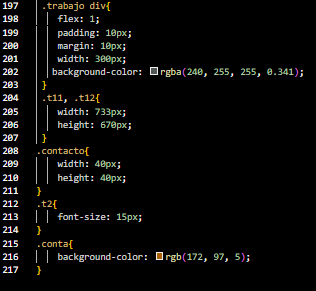 197 .trabajo div{
198 flex: 1;
199 padding: 10px;
200 margin: 10px;
201 width: 300px;
202 background-color: rgba(240, 255, 255, 0.341);
203 }
204 .t11, .t12{
205 width: 733px;
206 height: 670px;
207 }
208 .contacto{
209 width: 40px;
210 height: 40px;
211 }
212 .t2{
213 font-size: 15px;
214 }
215 .conta{
216 background-color: rgb(172, 97, 5);
217 }